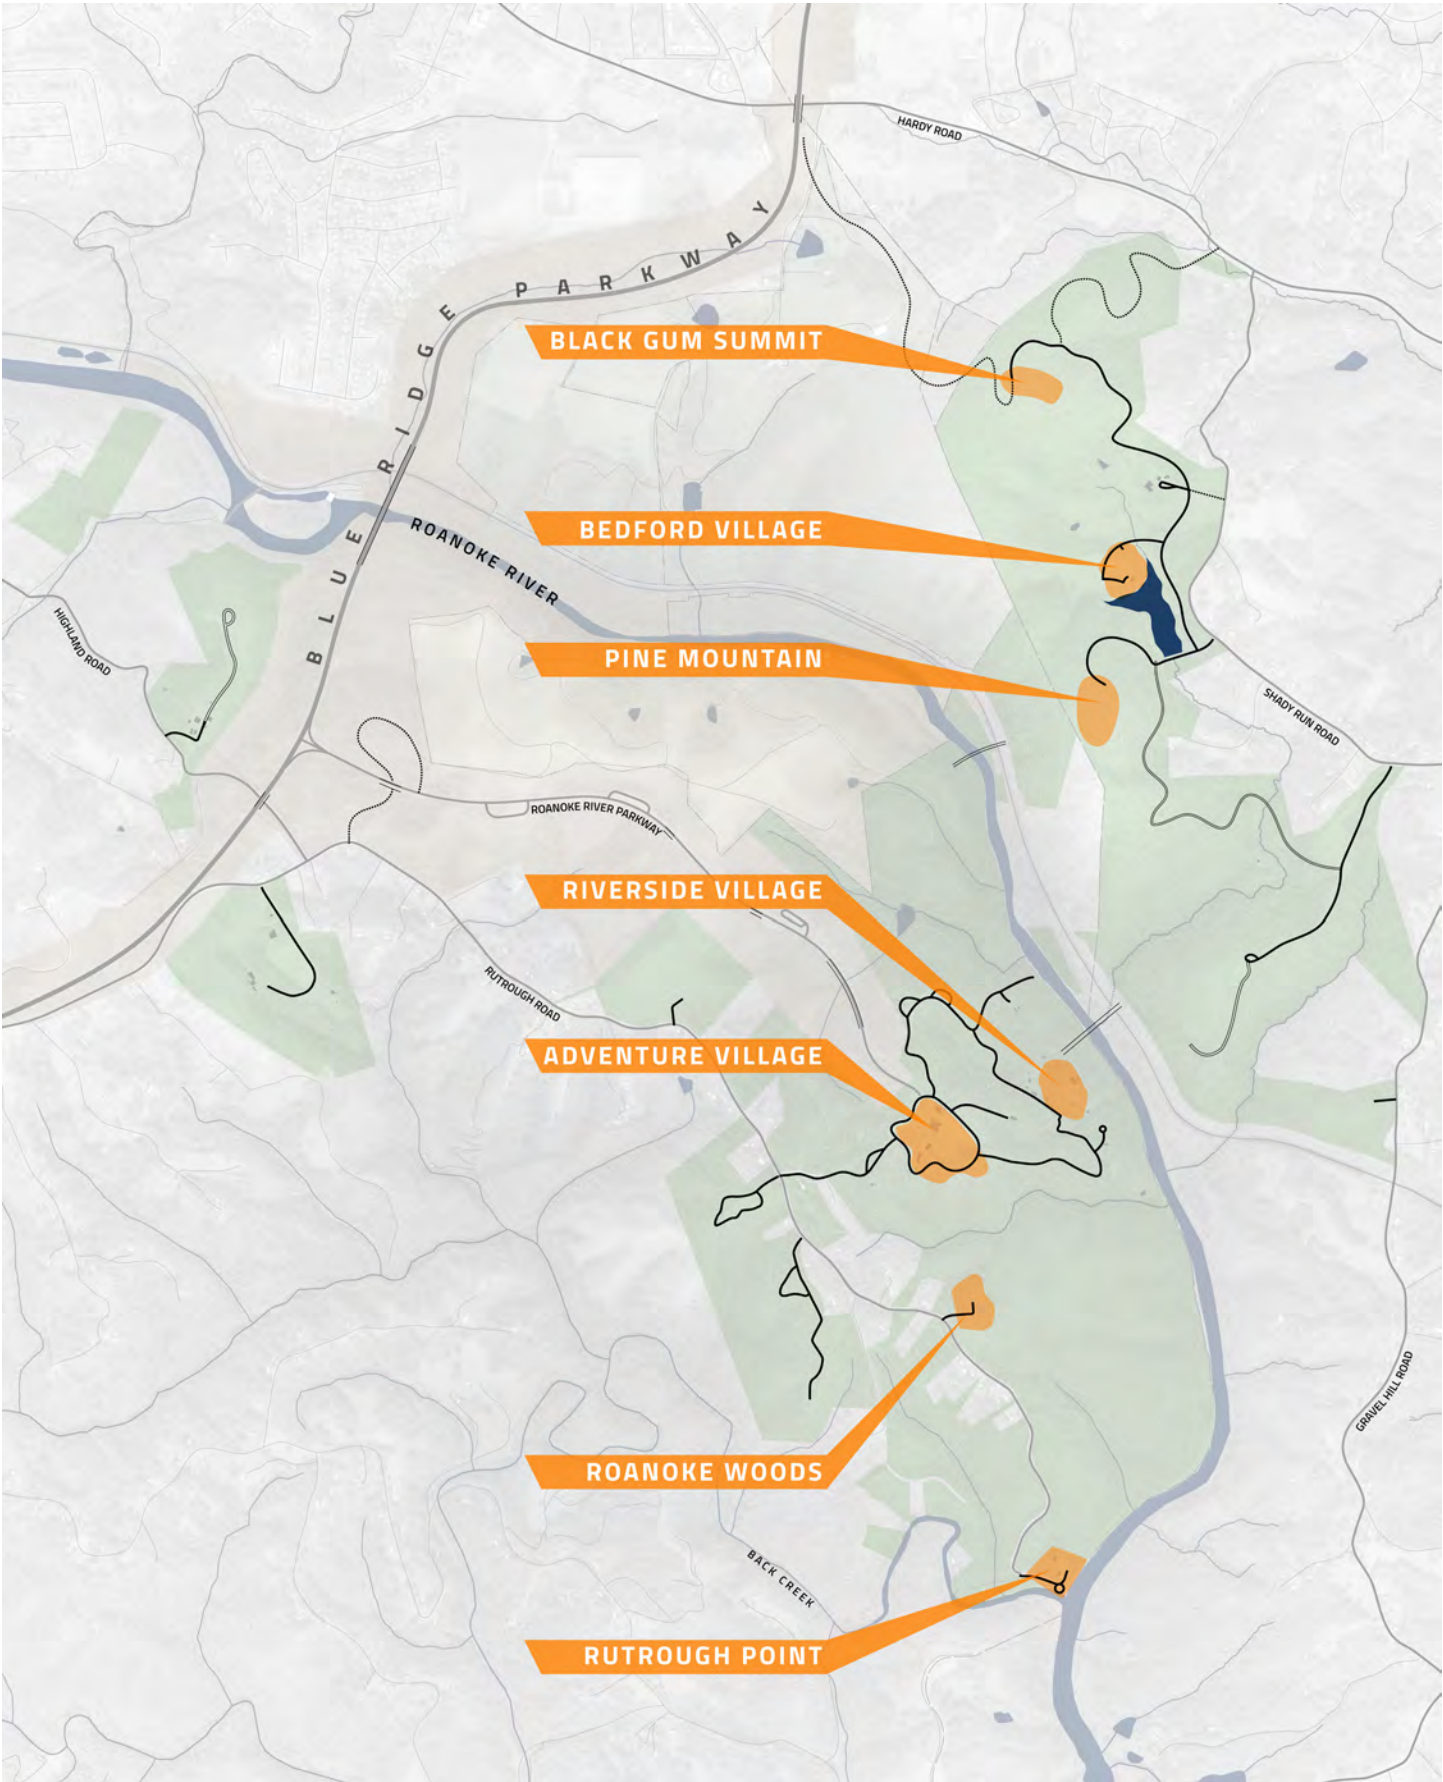 HARDY ROAD
BLUE RIDGE PARKWAY
BLACK GUM SUMMIT
BEDFORD VILLAGE
ROANOKE RIVER
HIGHLAND ROAD
PINE MOUNTAIN
SHADY RUN ROAD
ROANOKE RIVER PARKWAY
RIVERSIDE VILLAGE
RUTROUGH ROAD
ADVENTURE VILLAGE
GRAVEL HILL ROAD
ROANOKE WOODS
BACK CREEK
RUTROUGH POINT